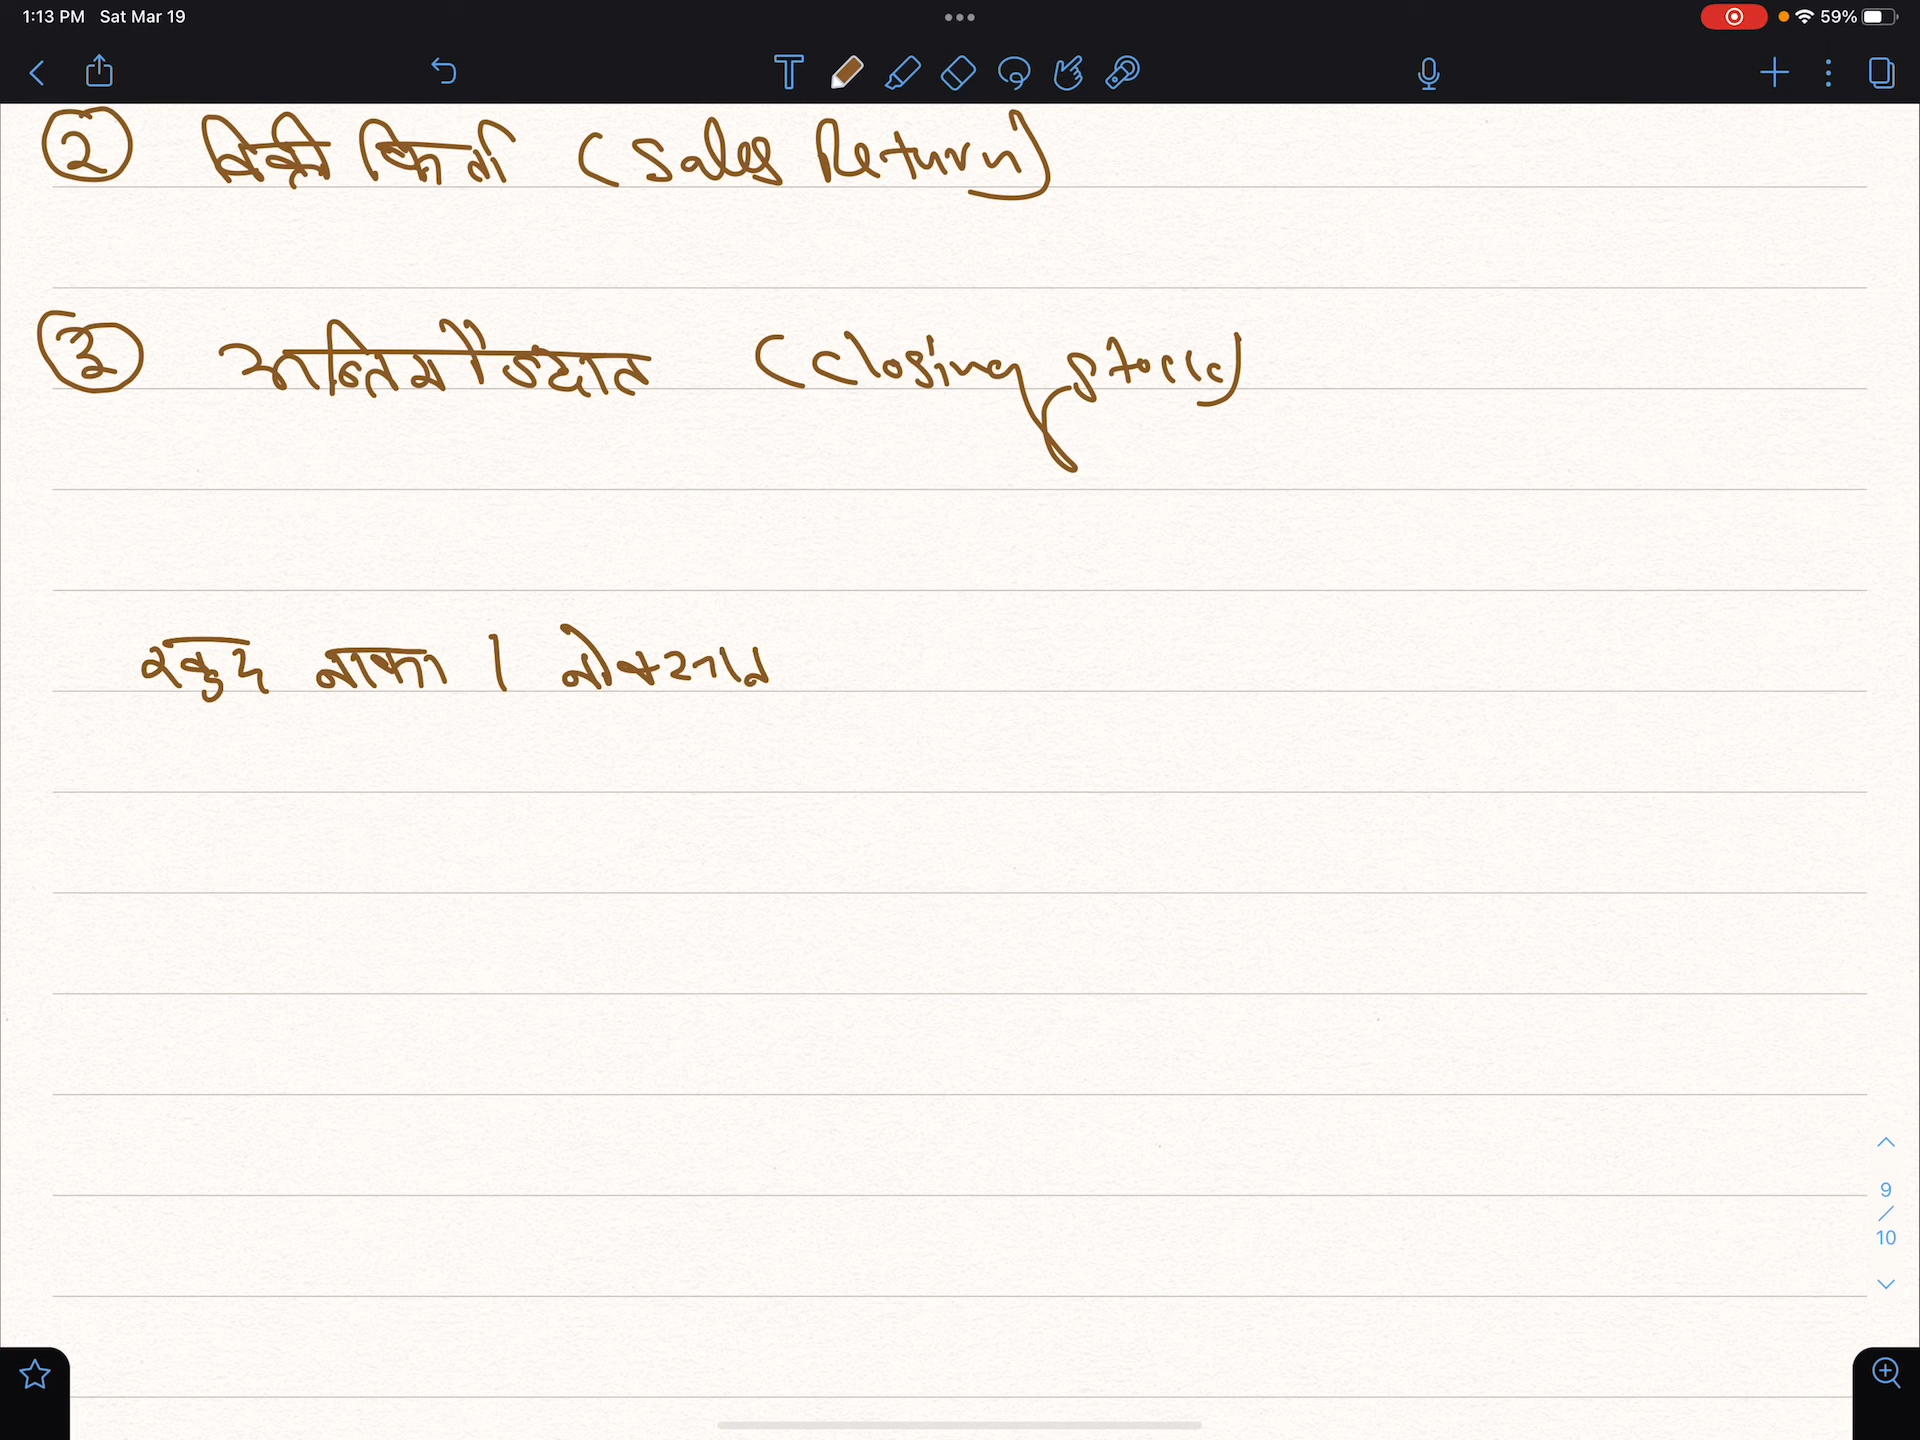 1:13 PM Sat Mar 19
59%
② बिक्री फिर्ता (Sales Return)
③ अन्तिम मौज्दात (Closing Stock)
नाफा / नोक्सान
9
/
10